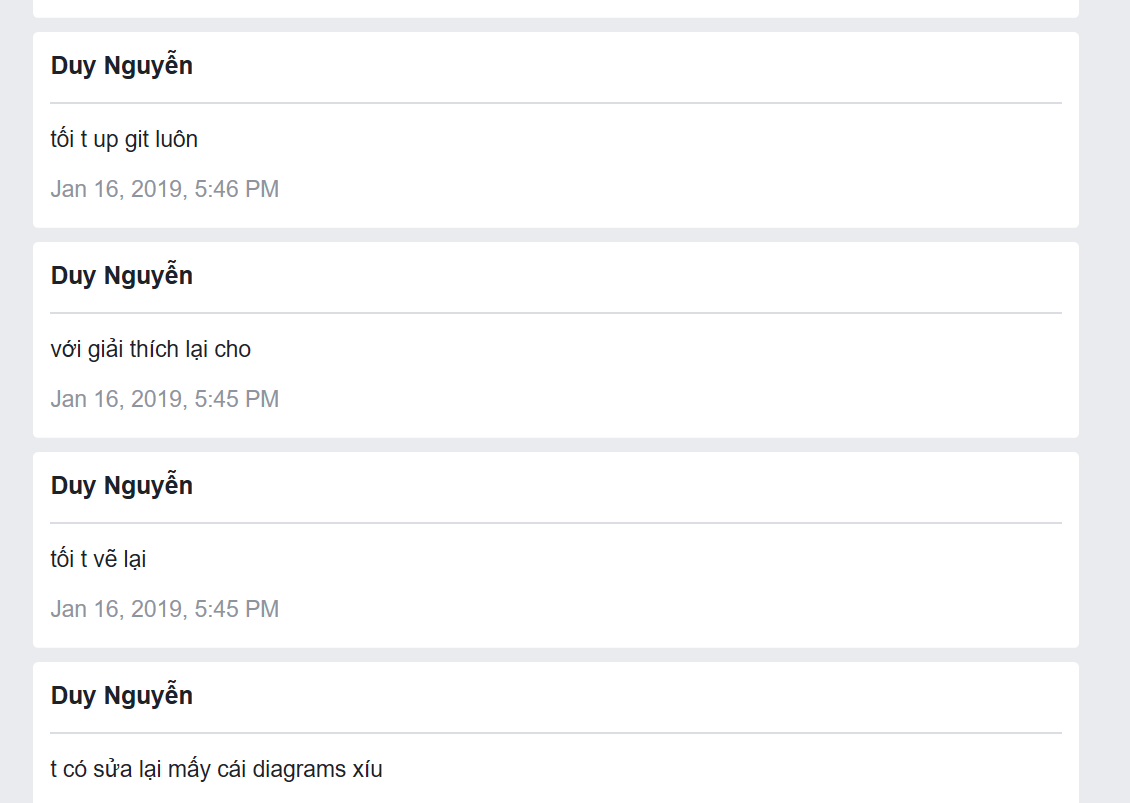 Duy Nguyễn
tối t up git luôn
Jan 16, 2019, 5:46 PM
Duy Nguyễn
với giải thích lại cho
Jan 16, 2019, 5:45 PM
Duy Nguyễn
tối t vẽ lại
Jan 16, 2019, 5:45 PM
Duy Nguyễn
t có sửa lại mấy cái diagrams xíu